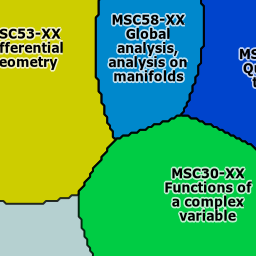 SC53-XX
fferential
eometry
MSC58-XX
Global
analysis,
analysis on
manifolds
MS
Q
t
MSC30-XX
Functions of
a complex
variable